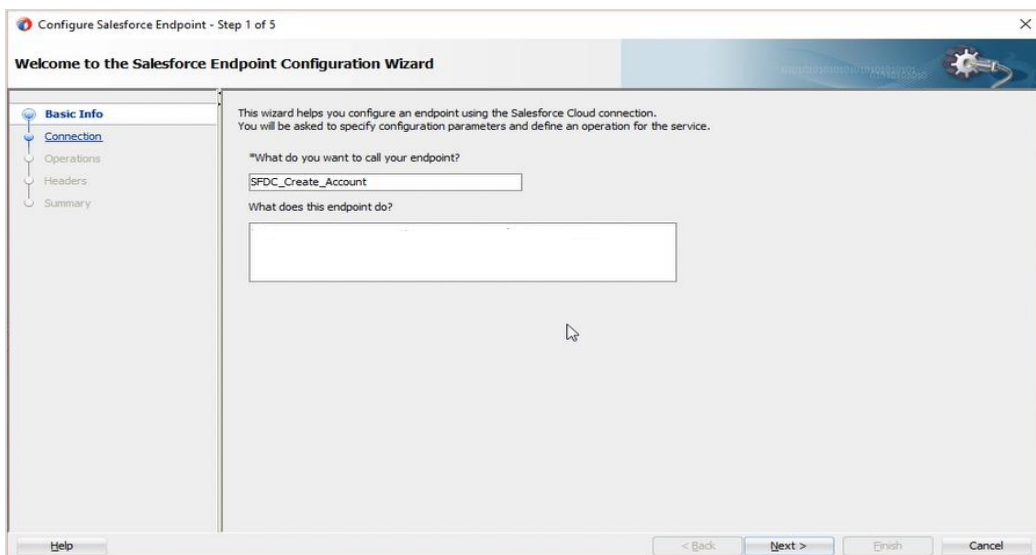 Configure Salesforce Endpoint - Step 1 of 5
Welcome to the Salesforce Endpoint Configuration Wizard
Basic Info
Connection
Operations
Headers
Summary
This wizard helps you configure an endpoint using the Salesforce Cloud connection.
You will be asked to specify configuration parameters and define an operation for the service.
*What do you want to call your endpoint?
SFDC_Create_Account
What does this endpoint do?
Help
< Back
Next >
Finish
Cancel